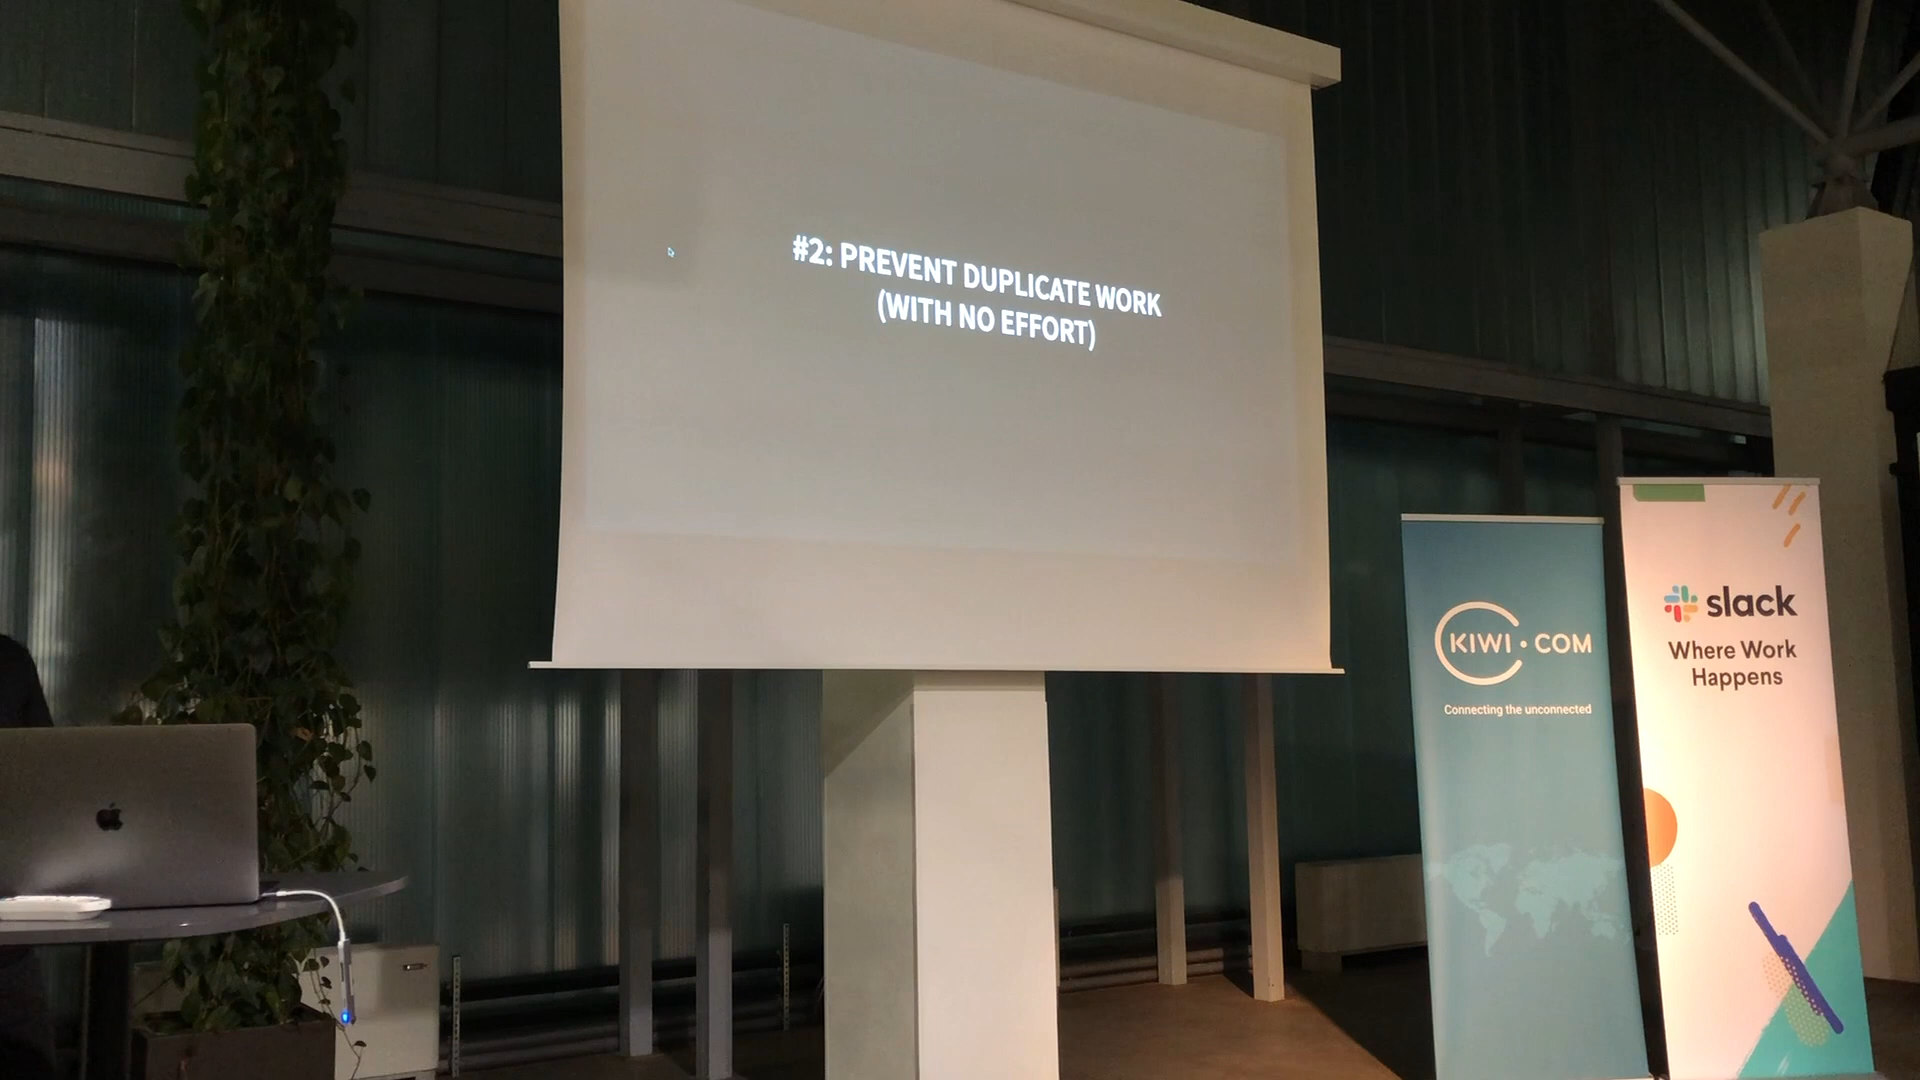 #2: PREVENT DUPLICATE WORK
(WITH NO EFFORT)
KIWI.COM
Connecting the unconnected
slack
Where Work
Happens